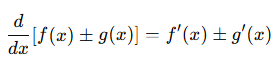 d/dx [f(x) ± g(x)] = f′(x) ± g′(x)